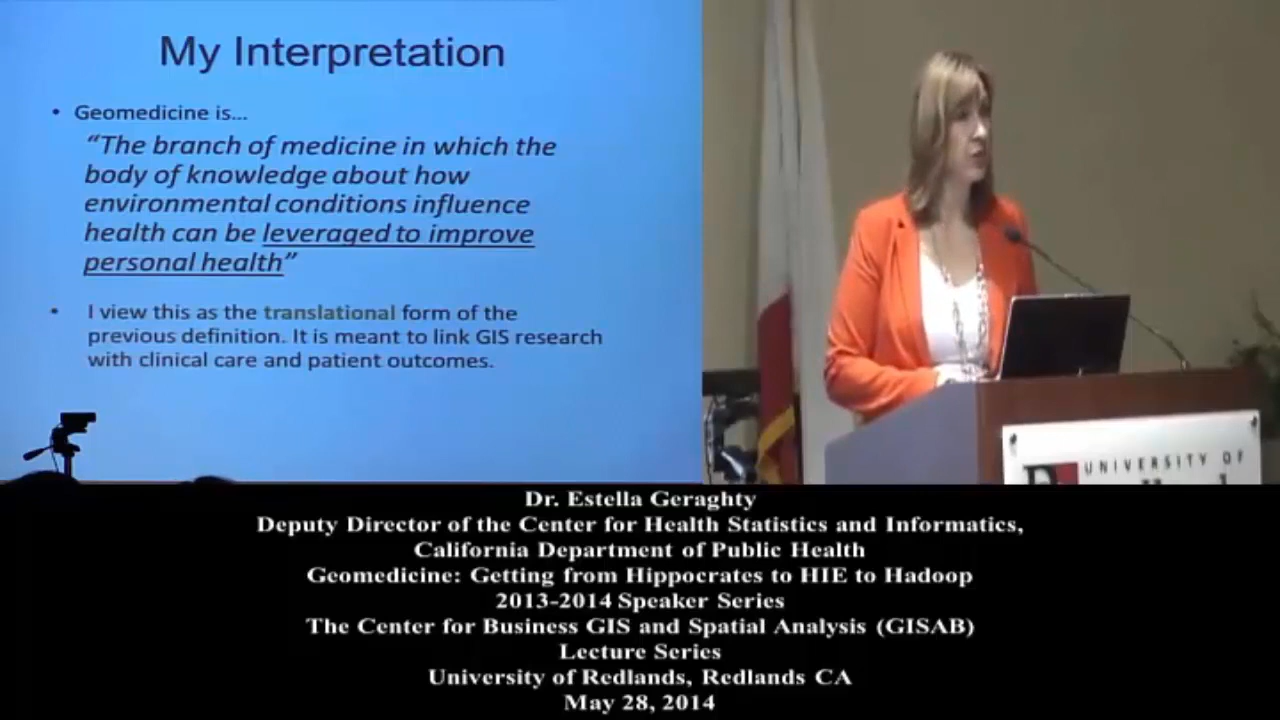 My Interpretation
• Geomedicine is...
“The branch of medicine in which the
body of knowledge about how
environmental conditions influence
health can be leveraged to improve
personal health”
• I view this as the translational form of the
previous definition. It is meant to link GIS research
with clinical care and patient outcomes.
UNIVERSITY OF
Dr. Estella Geraghty
Deputy Director of the Center for Health Statistics and Informatics,
California Department of Public Health
Geomedicine: Getting from Hippocrates to HIE to Hadoop
2013-2014 Speaker Series
The Center for Business GIS and Spatial Analysis (GISAB)
Lecture Series
University of Redlands, Redlands CA
May 28, 2014